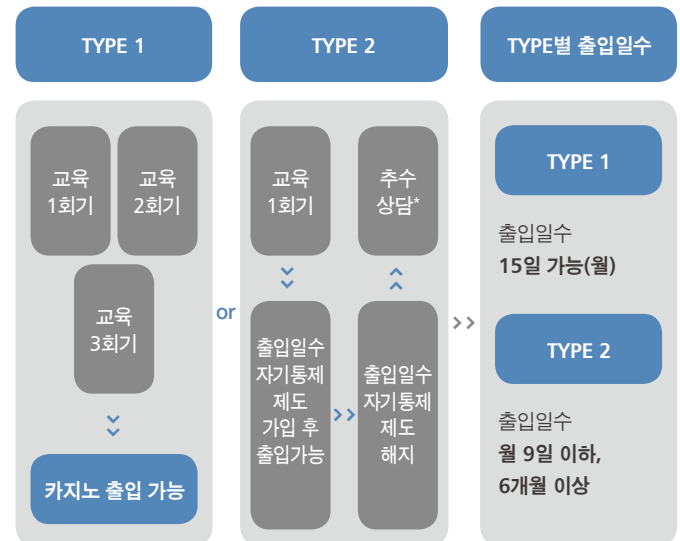 TYPE 1
교육
1회기
교육
2회기
교육
3회기
카지노 출입 가능
or
TYPE 2
교육
1회기
출입일수
자기통제
제도
가입 후
출입가능
출입일수
자기통제
제도
해지
추수
상담*
TYPE별 출입일수
TYPE 1
출입일수
15일 가능(월)
TYPE 2
출입일수
월 9일 이하,
6개월 이상